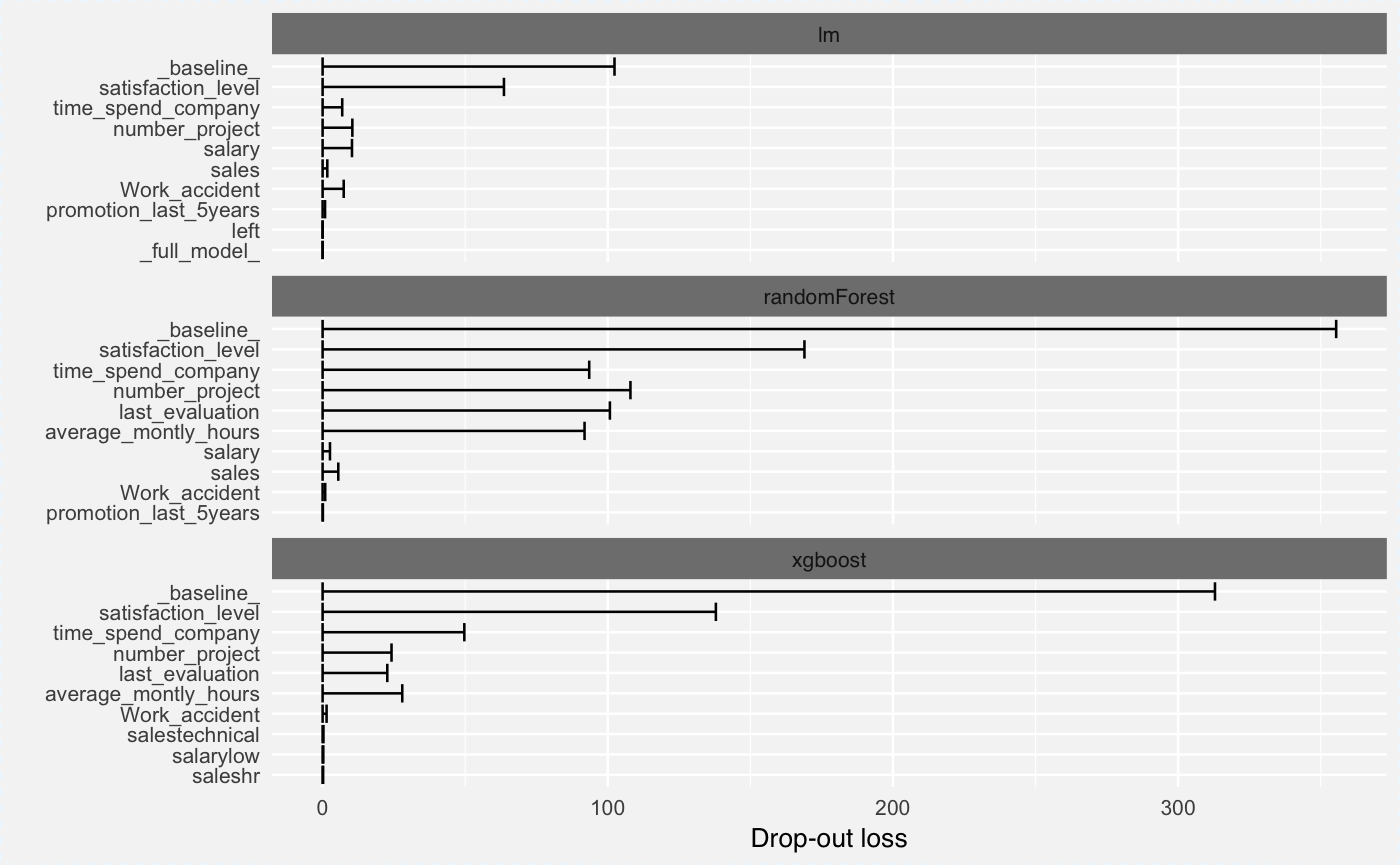 lm
_baseline_
satisfaction_level
time_spend_company
number_project
salary
sales
Work_accident
promotion_last_5years
left
_full_model_
randomForest
_baseline_
satisfaction_level
time_spend_company
number_project
last_evaluation
average_montly_hours
salary
sales
Work_accident
promotion_last_5years
xgboost
_baseline_
satisfaction_level
time_spend_company
number_project
last_evaluation
average_montly_hours
Work_accident
salestechnical
salarylow
saleshr
0 100 200 300
Drop-out loss